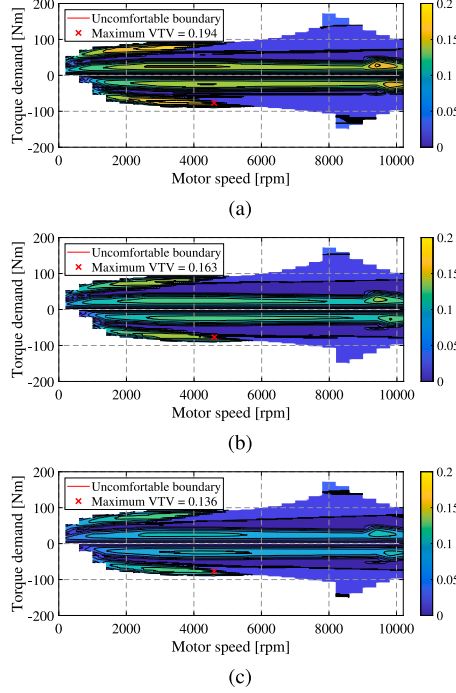 200
100
0
-100
-200
Torque demand [Nm]
Uncomfortable boundary
Maximum VTV = 0.194
0.2
0.15
0.1
0.05
0
0 2000 4000 6000 8000 10000
Motor speed [rpm]
(a)
200
100
0
-100
-200
Torque demand [Nm]
Uncomfortable boundary
Maximum VTV = 0.163
0.2
0.15
0.1
0.05
0
0 2000 4000 6000 8000 10000
Motor speed [rpm]
(b)
200
100
0
-100
-200
Torque demand [Nm]
Uncomfortable boundary
Maximum VTV = 0.136
0.2
0.15
0.1
0.05
0
0 2000 4000 6000 8000 10000
Motor speed [rpm]
(c)